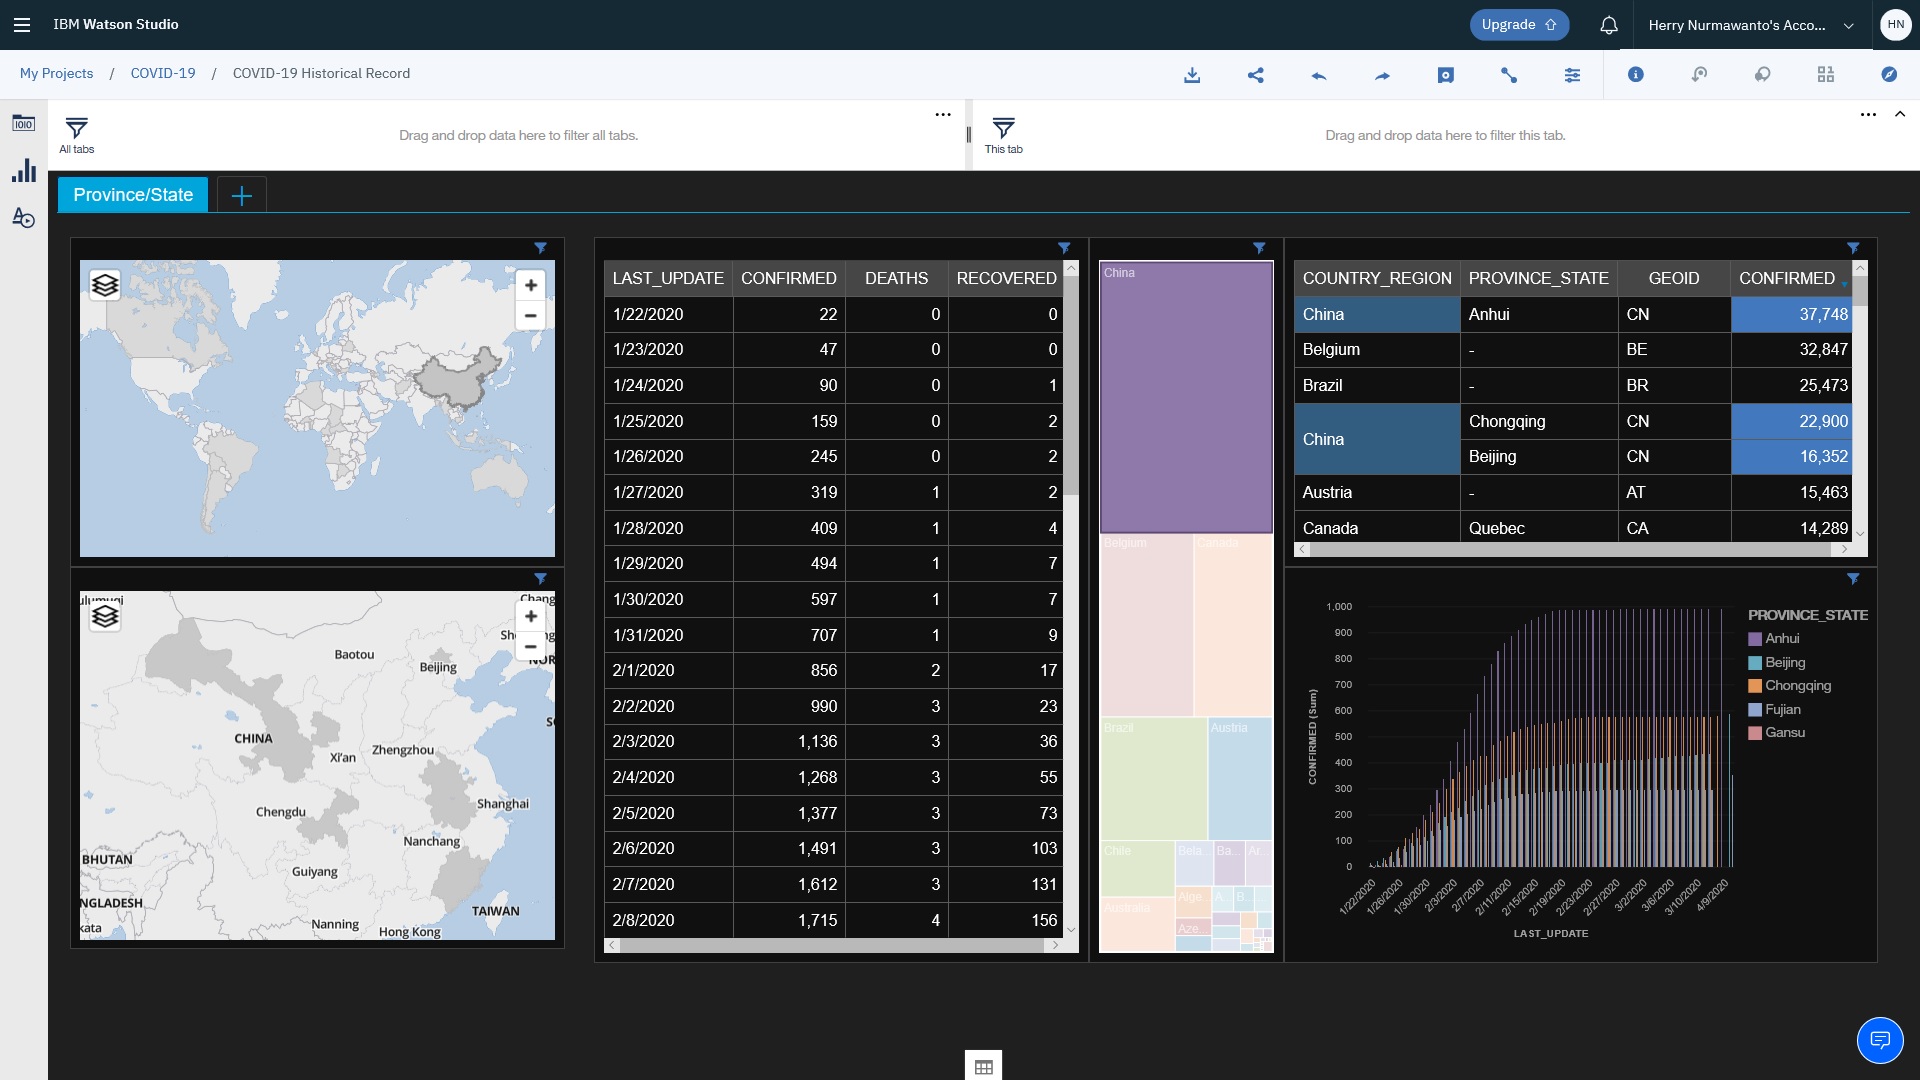 IBM Watson Studio
Upgrade
Herry Nurmawanto's Acco...
HN
My Projects / COVID-19 / COVID-19 Historical Record
All tabs
Drag and drop data here to filter all tabs.
This tab
Drag and drop data here to filter this tab.
Province/State
Baotou
Beijing
CHINA
Xi'an
Zhengzhou
Chengdu
Shanghai
Nanchang
BHUTAN
Guiyang
NGLADESH
TAIWAN
kata
Nanning
Hong Kong
LAST_UPDATE CONFIRMED DEATHS RECOVERED
1/22/2020 22 0 0
1/23/2020 47 0 0
1/24/2020 90 0 1
1/25/2020 159 0 2
1/26/2020 245 0 2
1/27/2020 319 1 2
1/28/2020 409 1 4
1/29/2020 494 1 7
1/30/2020 597 1 7
1/31/2020 707 1 9
2/1/2020 856 2 17
2/2/2020 990 3 23
2/3/2020 1,136 3 36
2/4/2020 1,268 3 55
2/5/2020 1,377 3 73
2/6/2020 1,491 3 103
2/7/2020 1,612 3 131
2/8/2020 1,715 4 156
China
Belgium Canada
Brazil Austria
Chile Bela... Ba... Ar...
Alge... A... B...
Australia
Aze...
COUNTRY_REGION PROVINCE_STATE GEOID CONFIRMED
China Anhui CN 37,748
Belgium - BE 32,847
Brazil - BR 25,473
China Chongqing CN 22,900
Beijing CN 16,352
Austria - AT 15,463
Canada Quebec CA 14,289
1,000
900
800
700
600
500
400
300
200
100
0
CONFIRMED (Sum)
1/22/2020 1/26/2020 1/30/2020 2/3/2020 2/7/2020 2/11/2020 2/15/2020 2/19/2020 2/23/2020 2/27/2020 3/2/2020 3/6/2020 3/10/2020 4/9/2020
LAST_UPDATE
PROVINCE_STATE
Anhui
Beijing
Chongqing
Fujian
Gansu